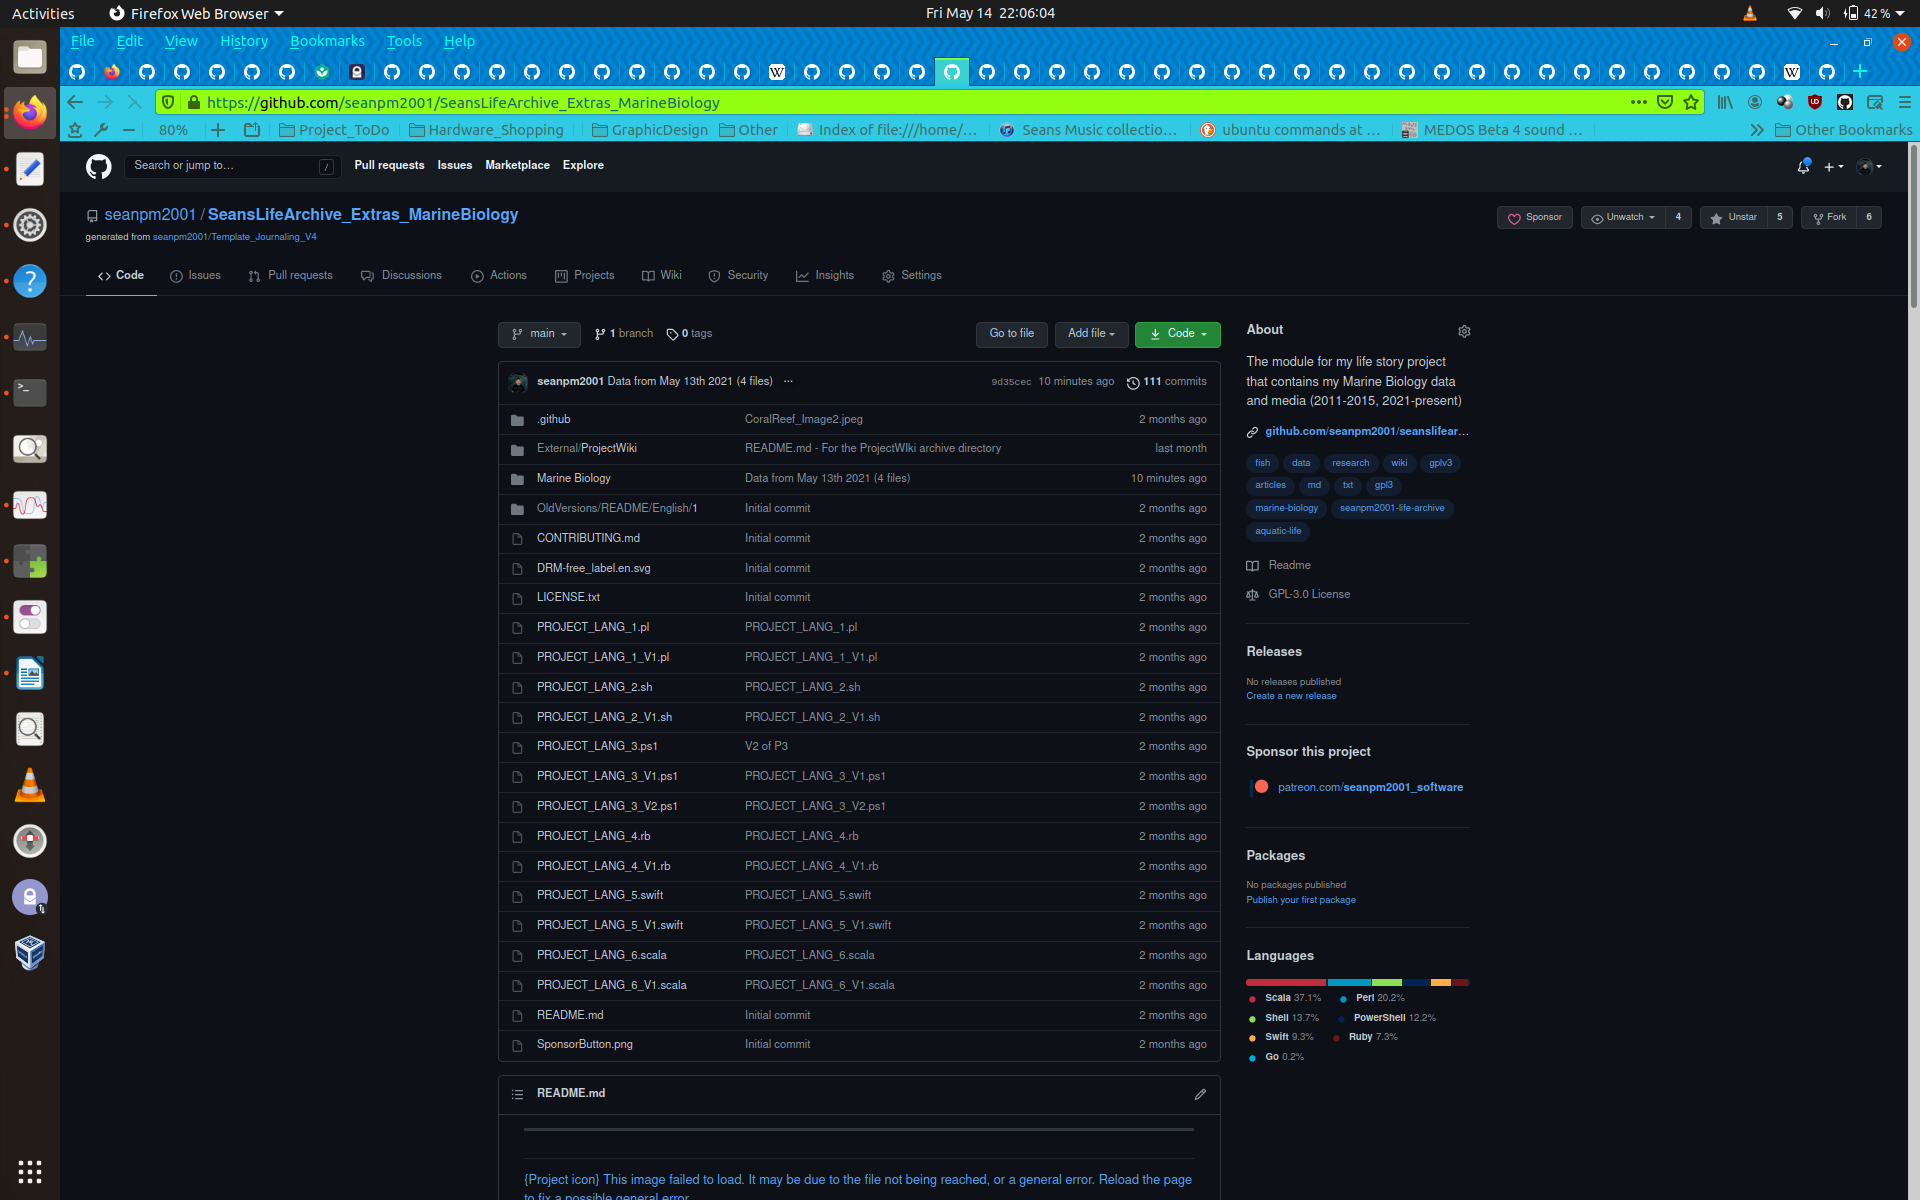 Activities Firefox Web Browser Fri May 14 22:06:04 42 %
File Edit View History Bookmarks Tools Help
https://github.com/seanpm2001/SeansLifeArchive_Extras_MarineBiology
80% Project_ToDo Hardware_Shopping GraphicDesign Other Index of file:///home/... Seans Music collectio... ubuntu commands at ... MEDOS Beta 4 sound ... Other Bookmarks
Search or jump to... / Pull requests Issues Marketplace Explore
seanpm2001 / SeansLifeArchive_Extras_MarineBiology Sponsor Unwatch 4 Unstar 5 Fork 6
generated from seanpm2001/Template_Journaling_V4
Code Issues Pull requests Discussions Actions Projects Wiki Security Insights Settings
main 1 branch 0 tags Go to file Add file Code
seanpm2001 Data from May 13th 2021 (4 files) ... 9d35cec 10 minutes ago 111 commits
.github CoralReef_Image2.jpeg 2 months ago
External/ProjectWiki README.md - For the ProjectWIki archive directory last month
Marine Biology Data from May 13th 2021 (4 files) 10 minutes ago
OldVersions/README/English/1 Initial commit 2 months ago
CONTRIBUTING.md Initial commit 2 months ago
DRM-free_label.en.svg Initial commit 2 months ago
LICENSE.txt Initial commit 2 months ago
PROJECT_LANG_1.pl PROJECT_LANG_1.pl 2 months ago
PROJECT_LANG_1_V1.pl PROJECT_LANG_1_V1.pl 2 months ago
PROJECT_LANG_2.sh PROJECT_LANG_2.sh 2 months ago
PROJECT_LANG_2_V1.sh PROJECT_LANG_2_V1.sh 2 months ago
PROJECT_LANG_3.ps1 V2 of P3 2 months ago
PROJECT_LANG_3_V1.ps1 PROJECT_LANG_3_V1.ps1 2 months ago
PROJECT_LANG_3_V2.ps1 PROJECT_LANG_3_V2.ps1 2 months ago
PROJECT_LANG_4.rb PROJECT_LANG_4.rb 2 months ago
PROJECT_LANG_4_V1.rb PROJECT_LANG_4_V1.rb 2 months ago
PROJECT_LANG_5.swift PROJECT_LANG_5.swift 2 months ago
PROJECT_LANG_5_V1.swift PROJECT_LANG_5_V1.swift 2 months ago
PROJECT_LANG_6.scala PROJECT_LANG_6.scala 2 months ago
PROJECT_LANG_6_V1.scala PROJECT_LANG_6_V1.scala 2 months ago
README.md Initial commit 2 months ago
SponsorButton.png Initial commit 2 months ago
README.md
{Project icon} This image failed to load. It may be due to the file not being reached, or a general error. Reload the page
to fix a possible general error.
About
The module for my life story project
that contains my Marine Biology data
and media (2011-2015, 2021-present)
github.com/seanpm2001/seanslifear...
fish data research wiki gplv3
articles md txt gpl3
marine-biology seanpm2001-life-archive
aquatic-life
Readme
GPL-3.0 License
Releases
No releases published
Create a new release
Sponsor this project
patreon.com/seanpm2001_software
Packages
No packages published
Publish your first package
Languages
Scala 37.1% Perl 20.2%
Shell 13.7% PowerShell 12.2%
Swift 9.3% Ruby 7.3%
Go 0.2%